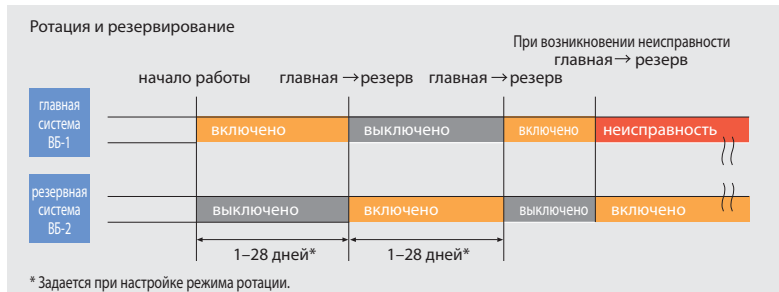 Ротация и резервирование
При возникновении неисправности
главная → резерв
начало работы
главная → резерв
главная → резерв
главная
система
ВБ-1
включено
выключено
включено
неисправность
резервная
система
ВБ-2
выключено
включено
выключено
включено
1–28 дней*
1–28 дней*
* Задается при настройке режима ротации.